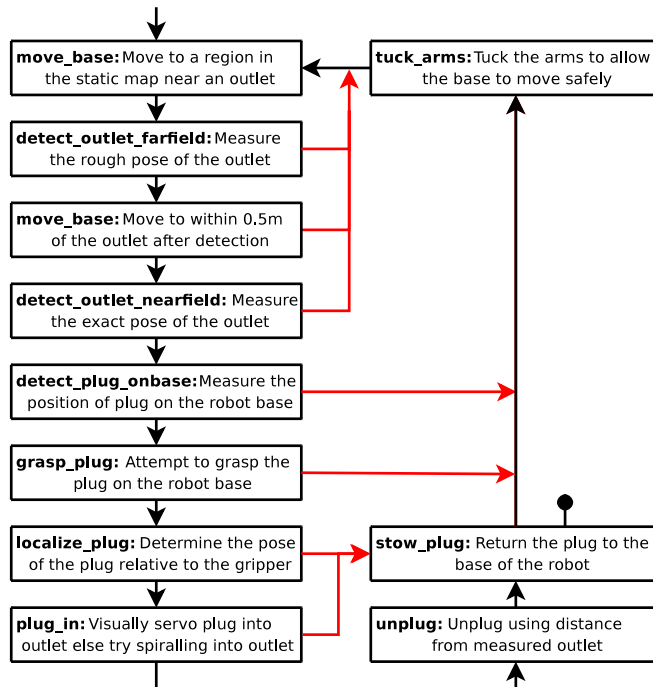 move_base: Move to a region in
the static map near an outlet
tuck_arms: Tuck the arms to allow
the base to move safely
detect_outlet_farfield: Measure
the rough pose of the outlet
move_base: Move to within 0.5m
of the outlet after detection
detect_outlet_nearfield: Measure
the exact pose of the outlet
detect_plug_onbase: Measure the
position of plug on the robot base
grasp_plug: Attempt to grasp the
plug on the robot base
localize_plug: Determine the pose
of the plug relative to the gripper
stow_plug: Return the plug to the
base of the robot
plug_in: Visually servo plug into
outlet else try spiralling into outlet
unplug: Unplug using distance
from measured outlet